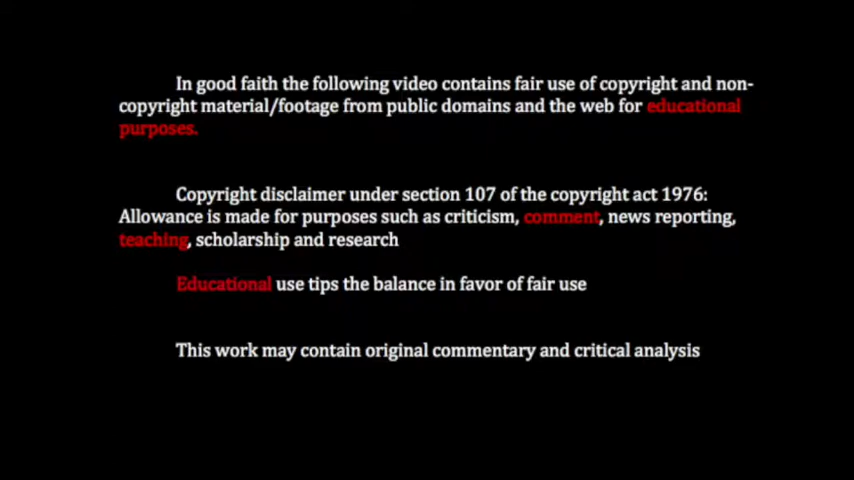 In good faith the following video contains fair use of copyright and non-
copyright material/footage from public domains and the web for educational
purposes.
Copyright disclaimer under section 107 of the copyright act 1976:
Allowance is made for purposes such as criticism, comment, news reporting,
teaching, scholarship and research
Educational use tips the balance in favor of fair use
This work may contain original commentary and critical analysis